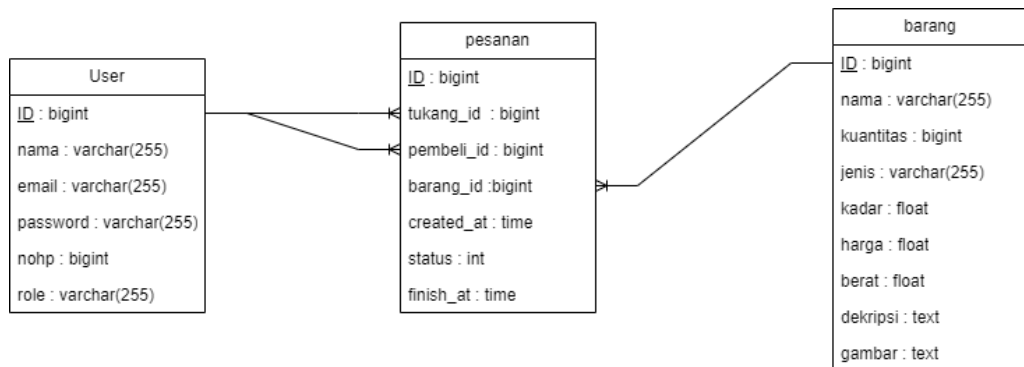 User
ID : bigint
nama : varchar(255)
email : varchar(255)
password : varchar(255)
nohp : bigint
role : varchar(255)
pesanan
ID : bigint
tukang_id : bigint
pembeli_id : bigint
barang_id :bigint
created_at : time
status : int
finish_at : time
barang
ID : bigint
nama : varchar(255)
kuantitas : bigint
jenis : varchar(255)
kadar : float
harga : float
berat : float
dekripsi : text
gambar : text